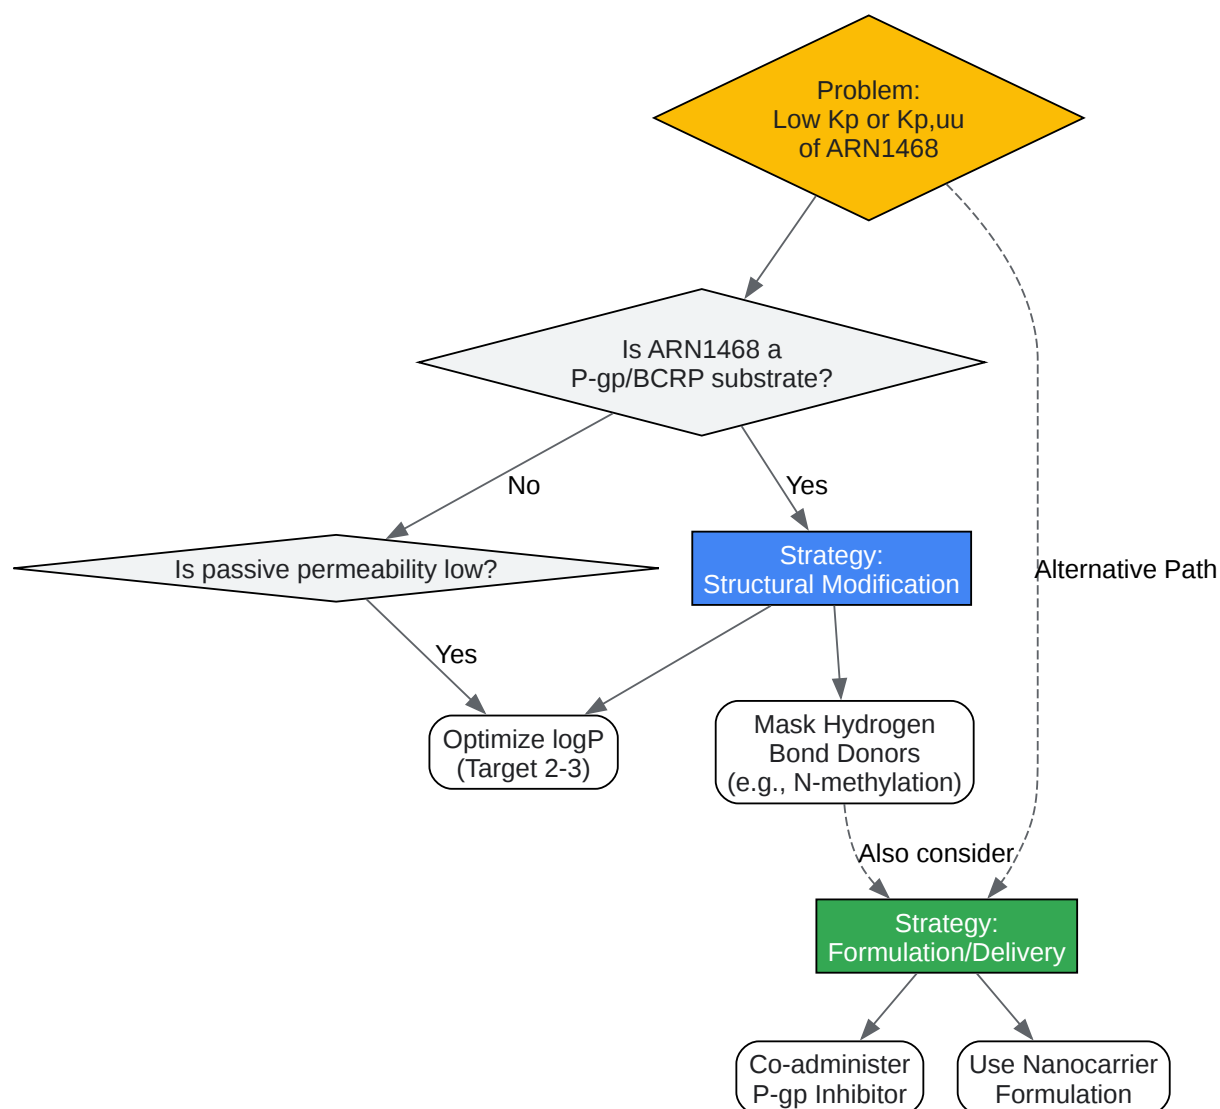 Problem:
Low Kp or Kp,uu
of ARN1468
Is ARN1468 a
P-gp/BCRP substrate?
No
Yes
Is passive permeability low?
Strategy:
Structural Modification
Alternative Path
Yes
Optimize logP
(Target 2-3)
Mask Hydrogen
Bond Donors
(e.g., N-methylation)
Also consider
Strategy:
Formulation/Delivery
Co-administer
P-gp Inhibitor
Use Nanocarrier
Formulation